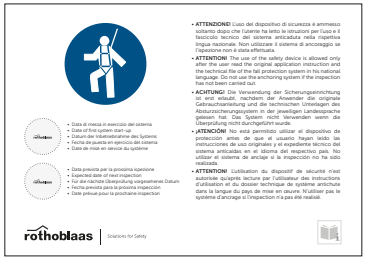 • Data di messa in esercizio del sistema
• Date of first system start-up
• Datum der Inbetriebnahme des Systems
• Fecha de puesta en ejercicio del sistema
• Date de mise en service du système
rothoblaas
• Data prevista per la prossima ispezione
• Expected date of next inspection
• Für die nächste Überprüfung vorgesehenes Datum
• Fecha prevista para la próxima inspección
• Date prévue pour la prochaine inspection
rothoblaas
rothoblaas
Solutions for Safety
• ATTENZIONE! L'uso del dispositivo di sicurezza è ammesso
soltanto dopo che l'utente ha letto le istruzioni per l'uso e il
fascicolo tecnico del sistema anticaduta nella rispettiva
lingua nazionale. Non utilizzare il sistema di ancoraggio se
l'ispezione non è stata effettuata.
• ATTENTION! The use of the safety device is allowed only
after the user read the original application instruction and
the technical file of the fall protection system in his national
language. Do not use the anchoring system if the inspection
has not been carried out.
• ACHTUNG! Die Verwendung der Sicherungseinrichtung
ist erst erlaubt, nachdem der Anwender die originale
Gebrauchsanleitung und die technischen Unterlagen des
Absturzsicherungssystem in der jeweiligen Landessprache
gelesen hat. Das System nicht Verwenden wenn die
Überprüfung nicht durchgeführt wurde.
• ¡ATENCIÓN! No está permitido utilizar el dispositivo de
protección antes de que el usuario hayan leído las
instrucciones de uso originales y el expediente técnico del
sistema anticaídas en el idioma del respectivo país. No
utilizar el sistema de anclaje si la inspección no ha sido
realizada.
• ATTENTION! L'utilisation du dispositif de sécurité n'est
autorisée qu'après lecture par l'utilisateur des instructions
d'utilisation et du dossier technique de système antichute
dans la langue du pays de mise en œuvre. N'utiliser pas le
système d'ancrage si l'inspection n'a pas été realisé.